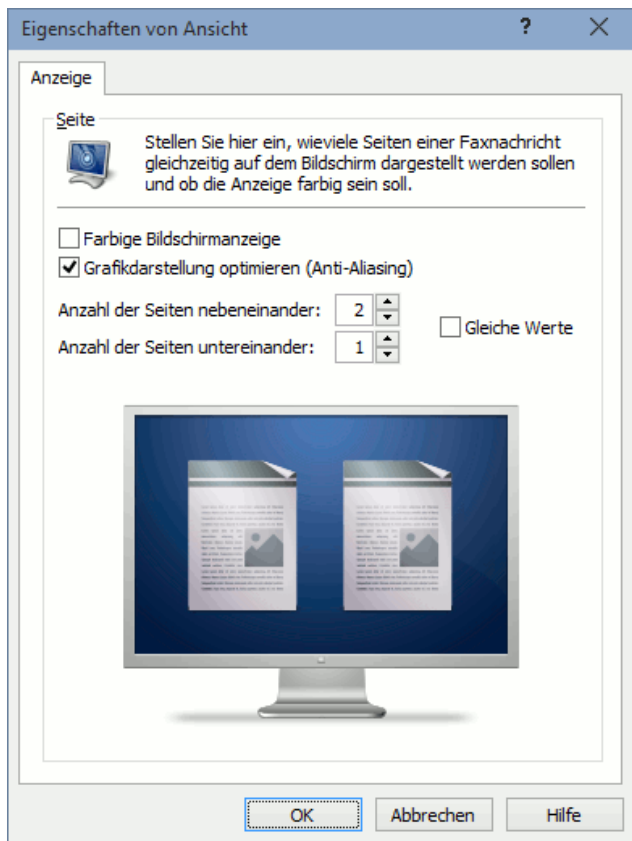 Eigenschaften von Ansicht
?
Anzeige
Seite
Stellen Sie hier ein, wieviele Seiten einer Faxnachricht
gleichzeitig auf dem Bildschirm dargestellt werden sollen
und ob die Anzeige farbig sein soll.
Farbige Bildschirmanzeige
Grafikdarstellung optimieren (Anti-Aliasing)
Anzahl der Seiten nebeneinander: 2
Gleiche Werte
Anzahl der Seiten untereinander: 1
OK Abbrechen Hilfe